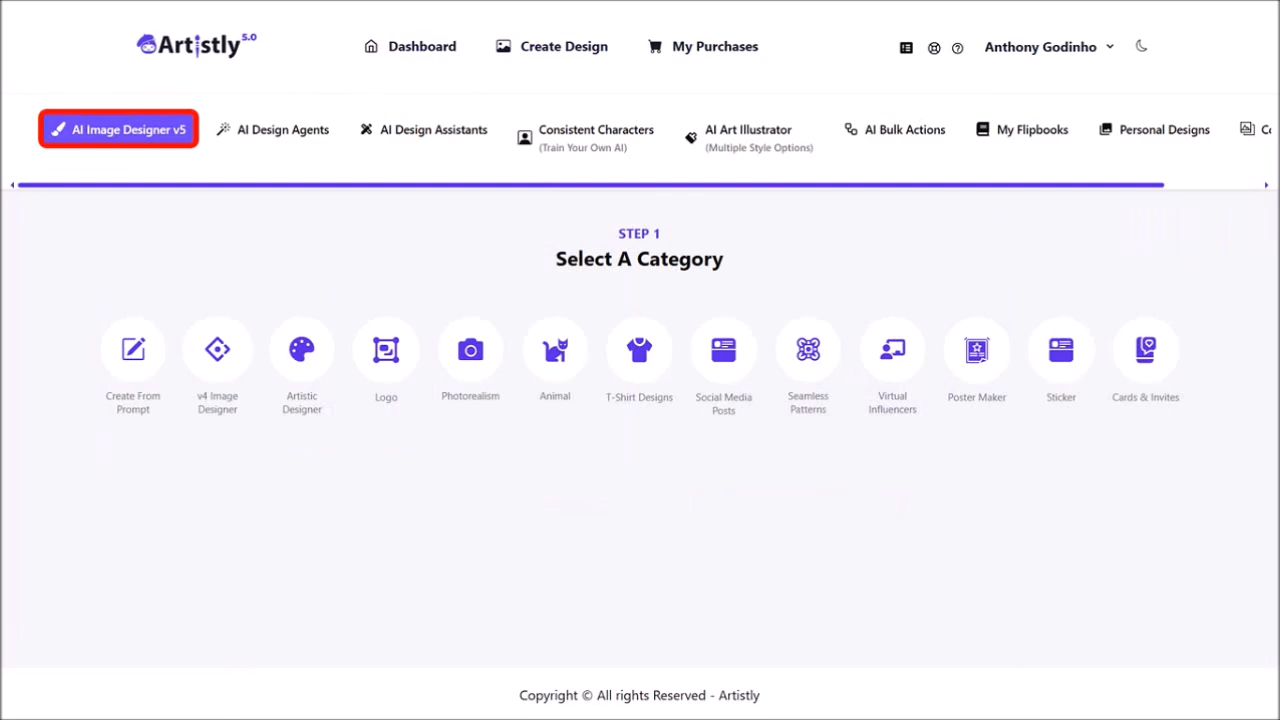 Artistly 5.0
Dashboard
Create Design
My Purchases
Anthony Godinho
AI Image Designer v5
AI Design Agents
AI Design Assistants
Consistent Characters
(Train Your Own AI)
AI Art Illustrator
(Multiple Style Options)
AI Bulk Actions
My Flipbooks
Personal Designs
STEP 1
Select A Category
Create From
Prompt
v4 Image
Designer
Artistic
Designer
Logo
Photorealism
Animal
T-Shirt Designs
Social Media
Posts
Seamless
Patterns
Virtual
Influencers
Poster Maker
Sticker
Cards & Invites
Copyright © All rights Reserved - Artistly